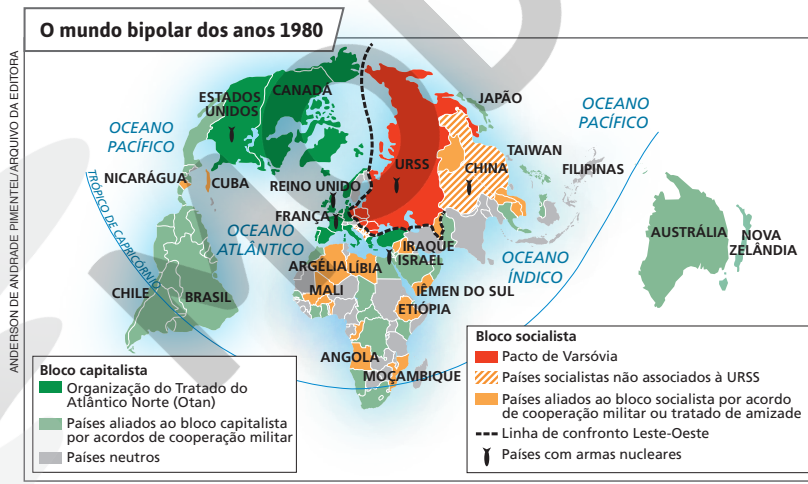 O mundo bipolar dos anos 1980
ANDERSON DE ANDRADE PIMENTEL/ARQUIVO DA EDITORA
ESTADOS
UNIDOS
CANADÁ
JAPÃO
OCEANO
PACÍFICO
OCEANO
PACÍFICO
TAIWAN
FILIPINAS
URSS
CHINA
NICARÁGUA
CUBA
REINO UNIDO
TRÓPICO DE CAPRICÓRNIO
FRANÇA
OCEANO
ATLÂNTICO
IRAQUE
ISRAEL
OCEANO
ÍNDICO
AUSTRÁLIA
NOVA
ZELÂNDIA
ARGÉLIA
LÍBIA
MALI
IÊMEN DO SUL
ETIÓPIA
CHILE
BRASIL
ANGOLA
MOÇAMBIQUE
Bloco capitalista
Organização do Tratado do
Atlântico Norte (Otan)
Países aliados ao bloco capitalista
por acordos de cooperação militar
Países neutros
Bloco socialista
Pacto de Varsóvia
Países socialistas não associados à URSS
Países aliados ao bloco socialista por acordo
de cooperação militar ou tratado de amizade
Linha de confronto Leste-Oeste
Países com armas nucleares